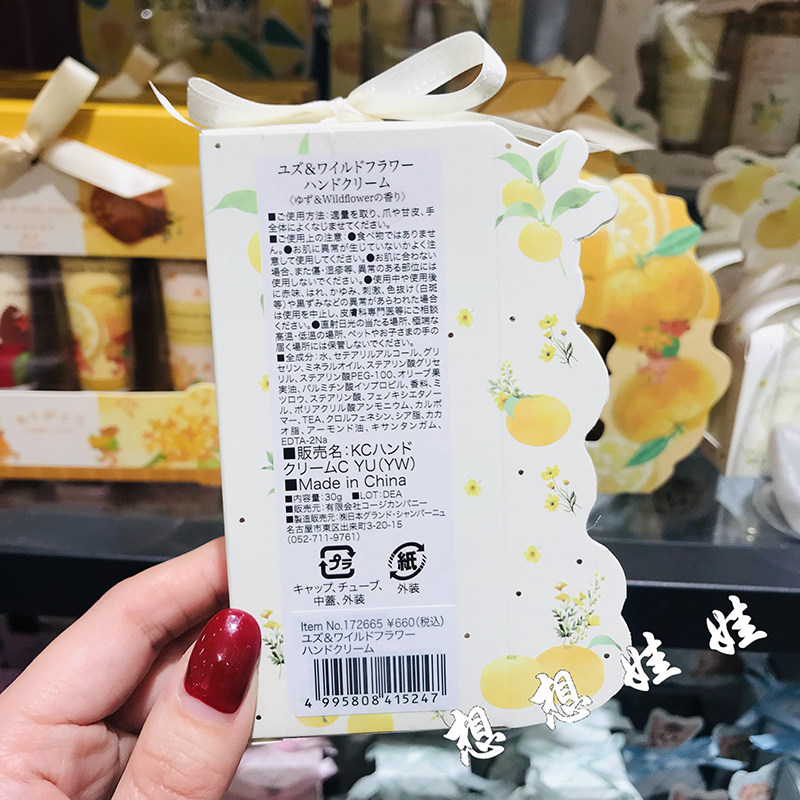 ユズ&ワイルドフラワー
ハンドクリーム
《ゆず&Wildflowerの香り》
■ご使用方法:適量を取り、爪や甘皮、手
全体によくなじませてください。
■ご使用上の注意:●食べ物ではありませ
ん。●お肌に異常が生じていないかよく注
意して使用してください。●お肌に合わない
場合、また傷・湿疹等、異常のある部位には
使用しないでください。●使用中や使用後
に赤味、はれ、かゆみ、刺激、色抜け(白斑
等)や黒ずみなどの異常があらわれた場合
は使用を中止し、皮膚科専門医等にご相談
ください。●直射日光の当たる場所、極端な
高温・低温の場所、ペットやお子さまの手の
届く場所には保管しないでください。
■全成分:水、セテアリルアルコール、グリ
セリン、ミネラルオイル、ステアリン酸グリセ
リル、ステアリン酸PEG-100、オリーブ果
実油、パルミチン酸イソプロピル、香料、ミ
ツロウ、ステアリン酸、フェノキシエタノー
ル、ポリアクリル酸アンモニウム、カルボ
マー、TEA、クロルフェネシン、シア脂、カカ
オ脂、アーモンド油、キサンタンガム、
EDTA-2Na
■販売名:KCハンド
クリームC YU(YW)
■Made in China
■内容量:30g ■LOT:DEA
■販売元:有限会社コージカンパニー
■製造販売元:㈱日本グランド・シャンパーニュ
名古屋市東区出来町3-20-15
(052-711-9761)
プラ 紙
キャップ、チューブ、 外装
中蓋、外装
Item No.172665 ¥660(税込)
ユズ&ワイルドフラワー
ハンドクリーム
4 995808 415247
想想娃娃